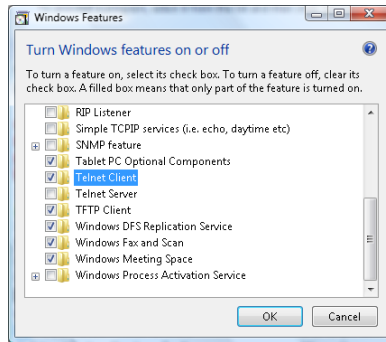 Windows Features
Turn Windows features on or off
To turn a feature on, select its check box. To turn a feature off, clear its
check box. A filled box means that only part of the feature is turned on.
RIP Listener
Simple TCPIP services (i.e. echo, daytime etc)
SNMP feature
Tablet PC Optional Components
Telnet Client
Telnet Server
TFTP Client
Windows DFS Replication Service
Windows Fax and Scan
Windows Meeting Space
Windows Process Activation Service
OK
Cancel